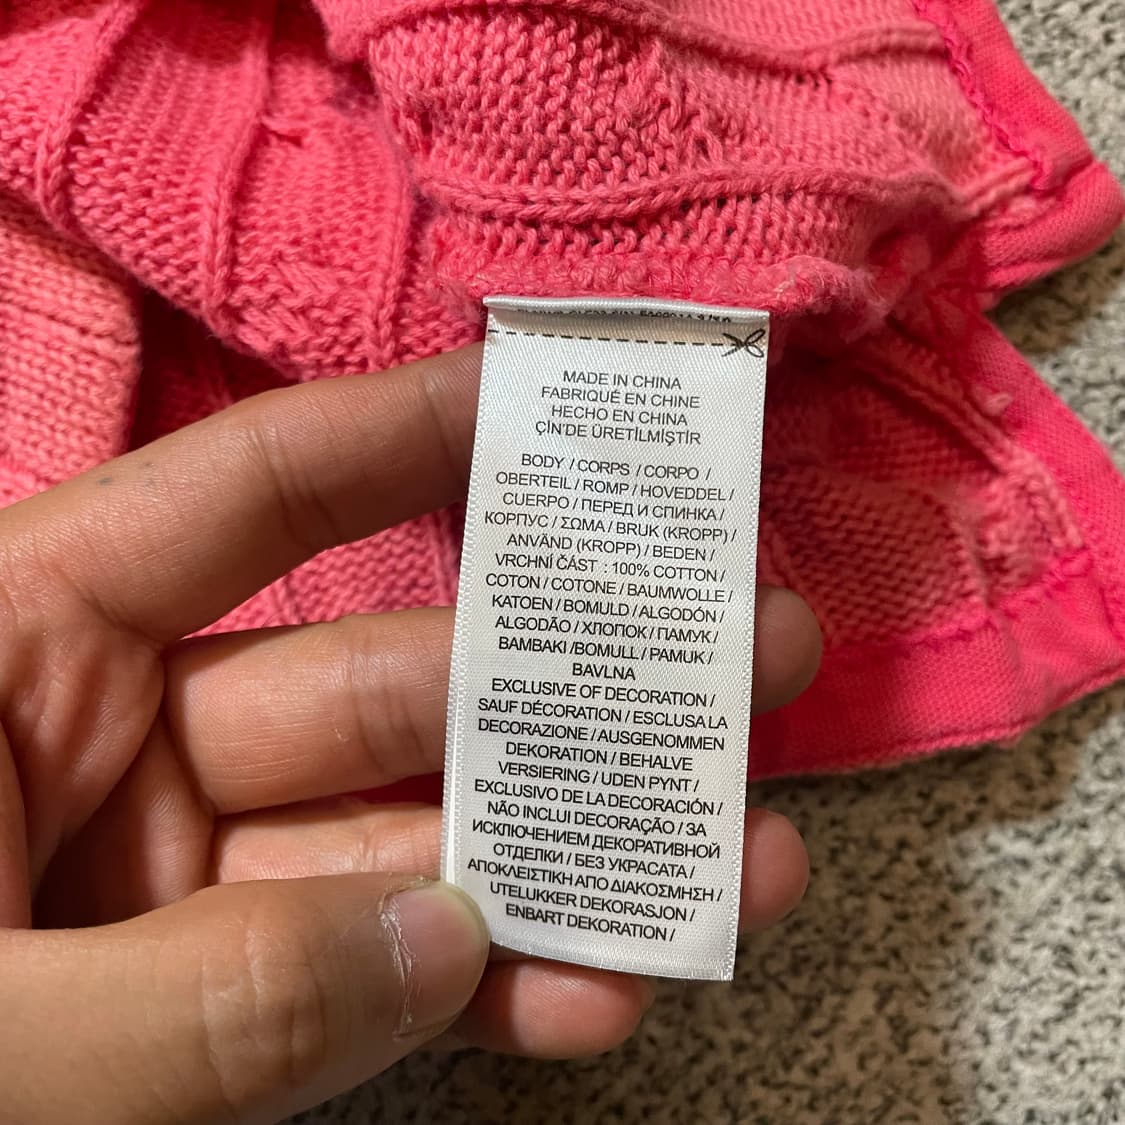 MADE IN CHINA
FABRIQUÉ EN CHINE
HECHO EN CHINA
ÇİN'DE ÜRETİLMİŞTİR
BODY / CORPS / CORPO /
OBERTEIL / ROMP / HOVEDDEL /
CUERPO / ПЕРЕД И СПИНКА /
КОРПУС / ΣΩΜΑ / BRUK (KROPP) /
ANVÄND (KROPP) / BEDEN /
VRCHNÍ ČÁST : 100% COTTON /
COTON / COTONE / BAUMWOLLE /
KATOEN / BOMULD / ALGODÓN /
ALGODÃO / ХЛОПОК / ПАМУК /
BAMBAKI /BOMULL / PAMUK /
BAVLNA
EXCLUSIVE OF DECORATION /
SAUF DÉCORATION / ESCLUSA LA
DECORAZIONE / AUSGENOMMEN
DEKORATION / BEHALVE
VERSIERING / UDEN PYNT /
EXCLUSIVO DE LA DECORACIÓN /
NÃO INCLUI DECORAÇÃO / ЗА
ИСКЛЮЧЕНИЕМ ДЕКОРАТИВНОЙ
ОТДЕЛКИ / БЕЗ УКРАСАТА /
ΑΠΟΚΛΕΙΣΤΙΚΗ ΑΠΟ ΔΙΑΚΟΣΜΗΣΗ /
UTELUKKER DEKORASJON /
ENBART DEKORATION /